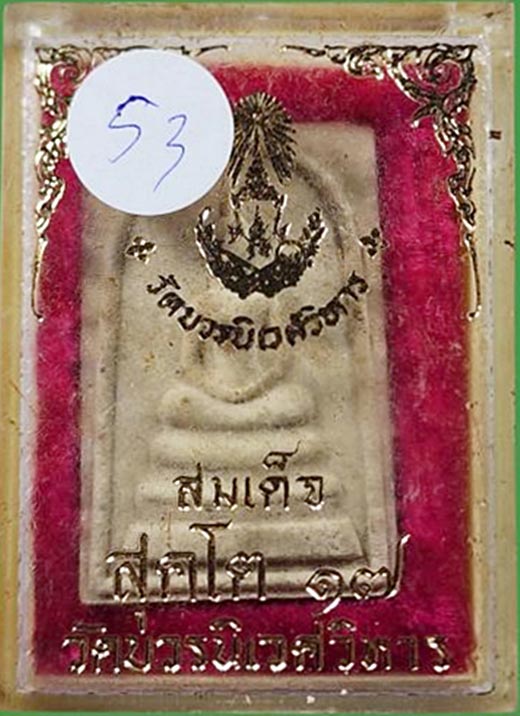 53
วัดบวรนิเวศวิหาร
สมเด็จ
สุคโต ๑๗
วัดบวรนิเวศวิหาร